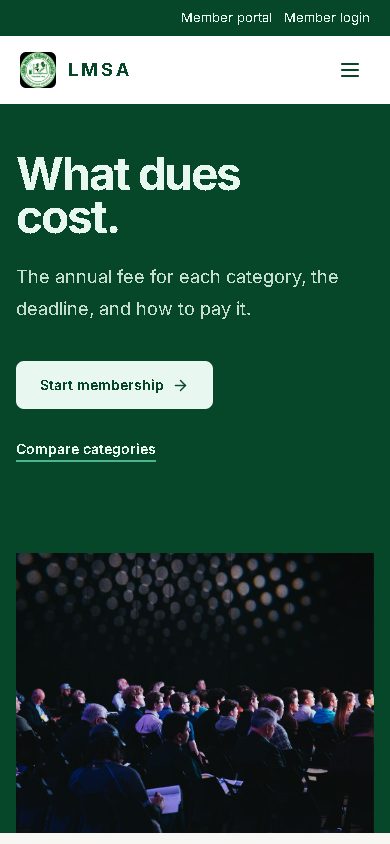 Member portal Member login
LMSA
What dues
cost.
The annual fee for each category, the
deadline, and how to pay it.
Start membership
Compare categories